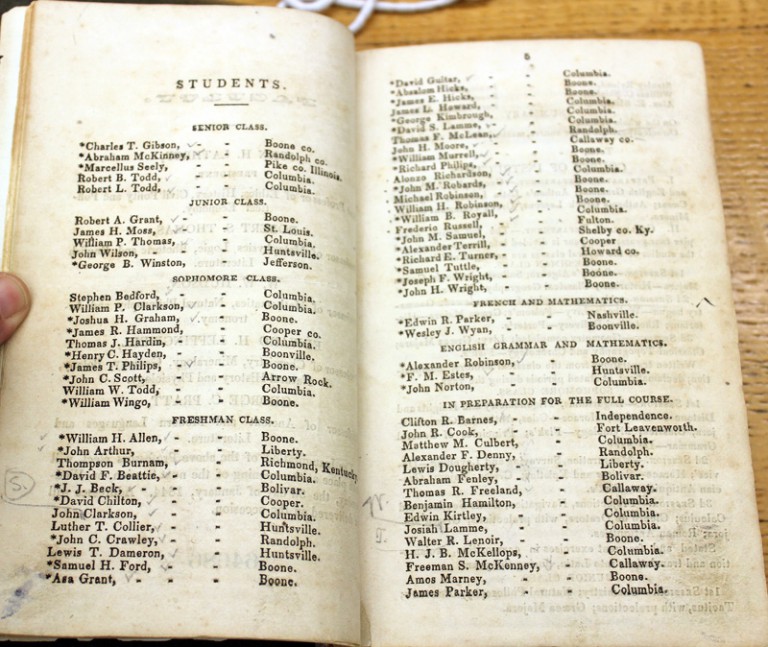 STUDENTS.
SENIOR CLASS.
*Charles T. Gibson, - - Boone co.
*Abraham McKinney, - - Randolph co.
*Marcellus Seely, - - Pike co. Illinois.
Robert B. Todd, - - Columbia.
Robert L. Todd, - - Columbia.
JUNIOR CLASS.
Robert A. Grant, - - Boone.
James H. Moss, - - St. Louis.
William P. Thomas, - - Columbia.
John Wilson, - - Huntsville.
*George B. Winston, - - Jefferson.
SOPHOMORE CLASS.
Stephen Bedford, - - Columbia.
William P. Clarkson, - - Columbia.
*Joshua H. Graham, - - Boone.
*James R. Hammond, - - Cooper co.
Thomas J. Hardin, - - Columbia.
*Henry C. Hayden, - - Boonville.
*James T. Philips, - - Boone.
*John C. Scott, - - Arrow Rock.
William W. Todd, - - Columbia.
*William Wingo, - - Boone.
FRESHMAN CLASS.
*William H. Allen, - - Boone.
*John Arthur, - - Liberty.
Thompson Burnam, - - Richmond, Kentucky
*David F. Beattie, - - Columbia.
*J. J. Beck, - - Bolivar.
*David Chilton, - - Cooper.
John Clarkson, - - Columbia.
Luther T. Collier, - - Huntsville.
*John C. Crawley, - - Randolph.
Lewis T. Dameron, - - Huntsville.
*Samuel H. Ford, - - Boone.
*Asa Grant, - - Boone.
S.
5
*David Guitar, - - Columbia.
*Absalom Hicks, - - Boone.
*James E. Hicks, - - Boone.
James L. Howard, - - Columbia.
*George Kimbrough, - - Columbia.
*David S. Lamme, - - Columbia.
Thomas F. McLean, - - Randolph.
John H. Moore, - - Callaway co.
*William Murrell, - - Boone.
*Richard Philips, - - Boone.
Alonzo Richardson, - - Columbia.
*John M. Robards, - - Boone.
Michael Robinson, - - Boone.
William H. Robinson, - - Boone.
*William B. Royall, - - Columbia.
Frederic Russell, - - Fulton.
*John M. Samuel, - - Shelby co. Ky.
*Alexander Terrill, - - Cooper
*Richard E. Turner, - - Howard co.
*Samuel Tuttle, - - Boone.
*Joseph F. Wright, - - Boone.
*John H. Wright, - - Boone.
FRENCH AND MATHEMATICS.
*Edwin R. Parker, - - Nashville.
*Wesley J. Wyan, - - Boonville.
ENGLISH GRAMMAR AND MATHEMATICS.
*Alexander Robinson, - - Boone.
*F. M. Estes, - - Huntsville.
*John Norton, - - Columbia.
IN PREPARATION FOR THE FULL COURSE.
Clifton R. Barnes, - - Independence.
John R. Cook, - - Fort Leavenworth.
Matthew M. Culbert, - - Columbia.
Alexander F. Denny, - - Randolph.
Lewis Dougherty, - - Liberty.
Abraham Fenley, - - Bolivar.
Thomas R. Freeland, - - Callaway.
Benjamin Hamilton, - - Columbia.
Edwin Kirtley, - - Columbia.
Josiah Lamme, - - Columbia.
Walter R. Lenoir, - - Boone.
H. J. B. McKellops, - - Columbia.
Freeman S. McKenney, - - Callaway.
Amos Marney, - - Boone.
James Parker, - - Columbia.